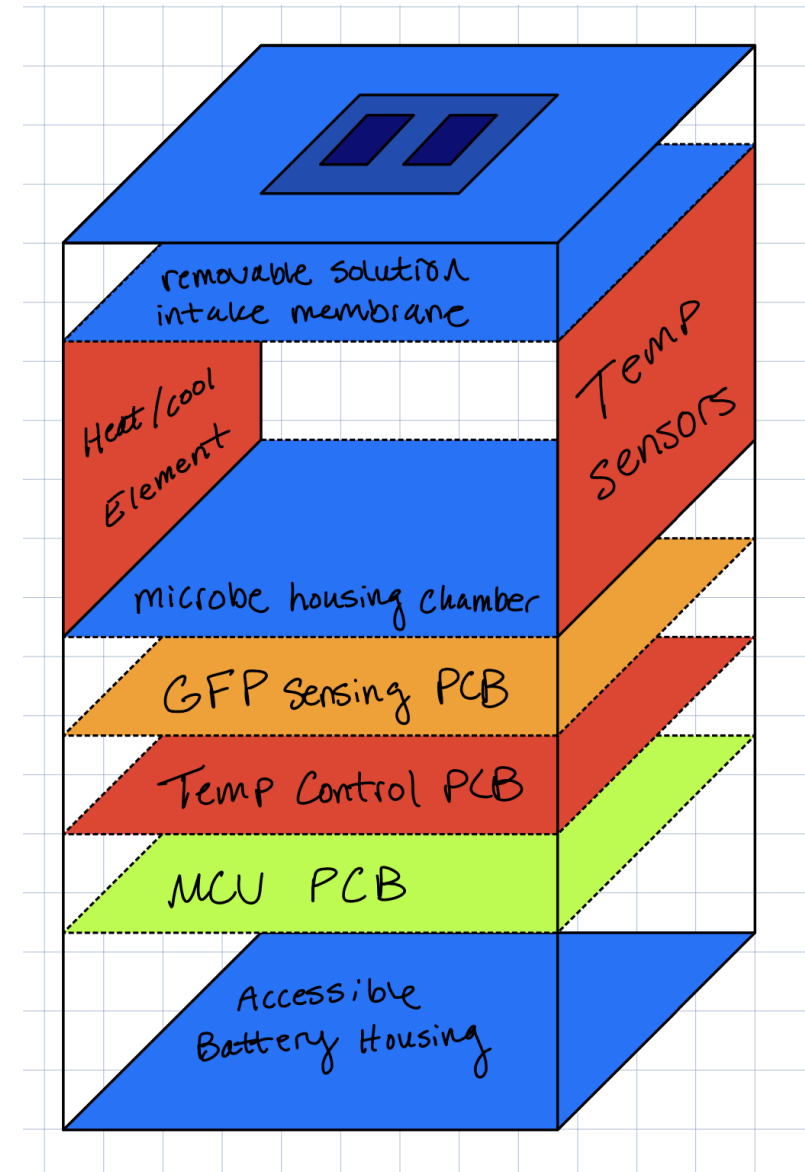 removable solution
intake membrane
Heat/cool
Element
Temp
sensors
microbe housing chamber
GFP sensing PCB
Temp Control PCB
MCU PCB
Accessible
Battery Housing